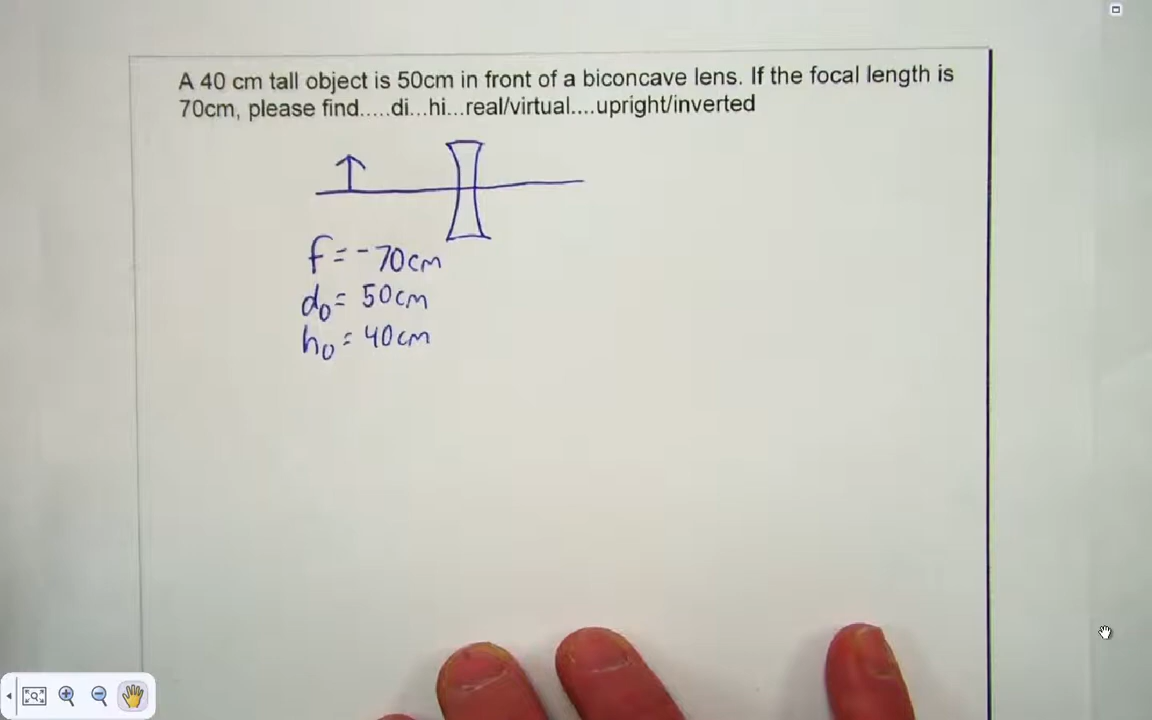 A 40 cm tall object is 50cm in front of a biconcave lens. If the focal length is
70cm, please find.....di...hi...real/virtual....upright/inverted
f = -70cm
do = 50cm
ho = 40cm